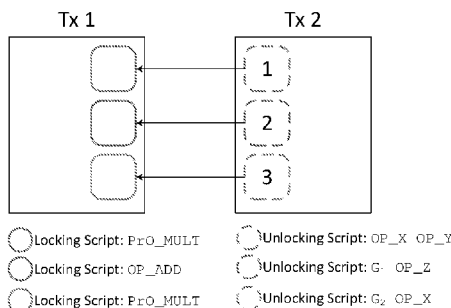 Tx 1
Tx 2
1
2
3
Locking Script: PrO_MULT
Unlocking Script: OP_X OP_Y
Locking Script: OP_ADD
Unlocking Script: G OP_Z
Locking Script: PrO_MULT
Unlocking Script: G₂ OP_X